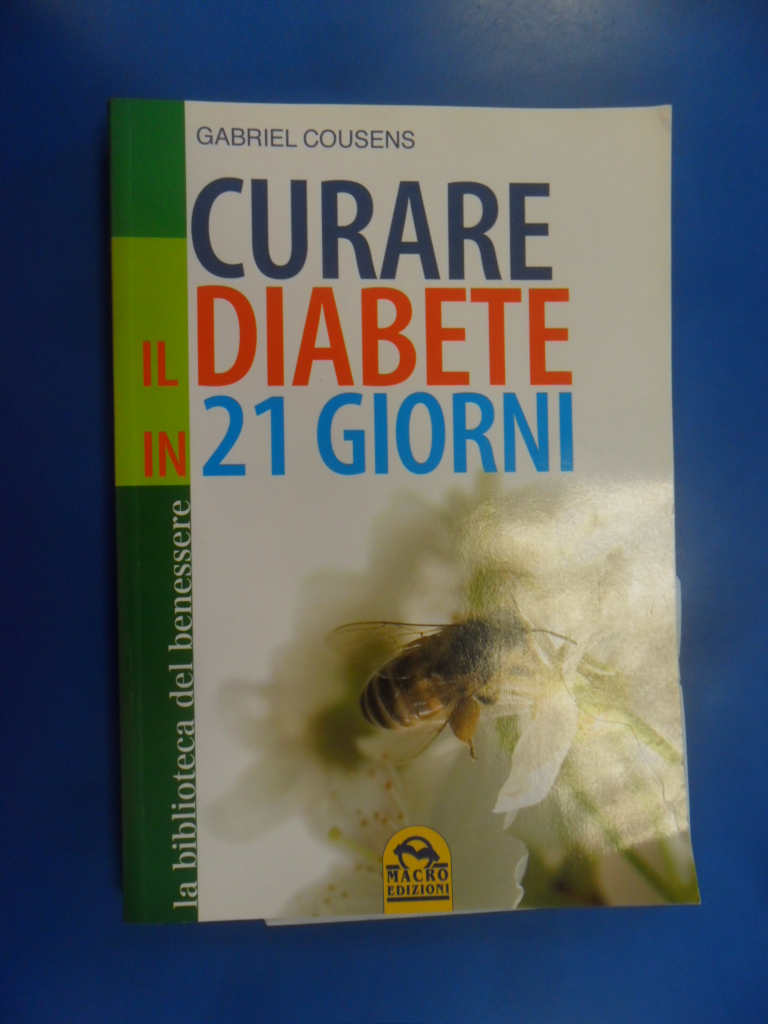 GABRIEL COUSENS
CURARE
IL DIABETE
IN 21 GIORNI
la biblioteca del benessere
MACRO
EDIZIONI